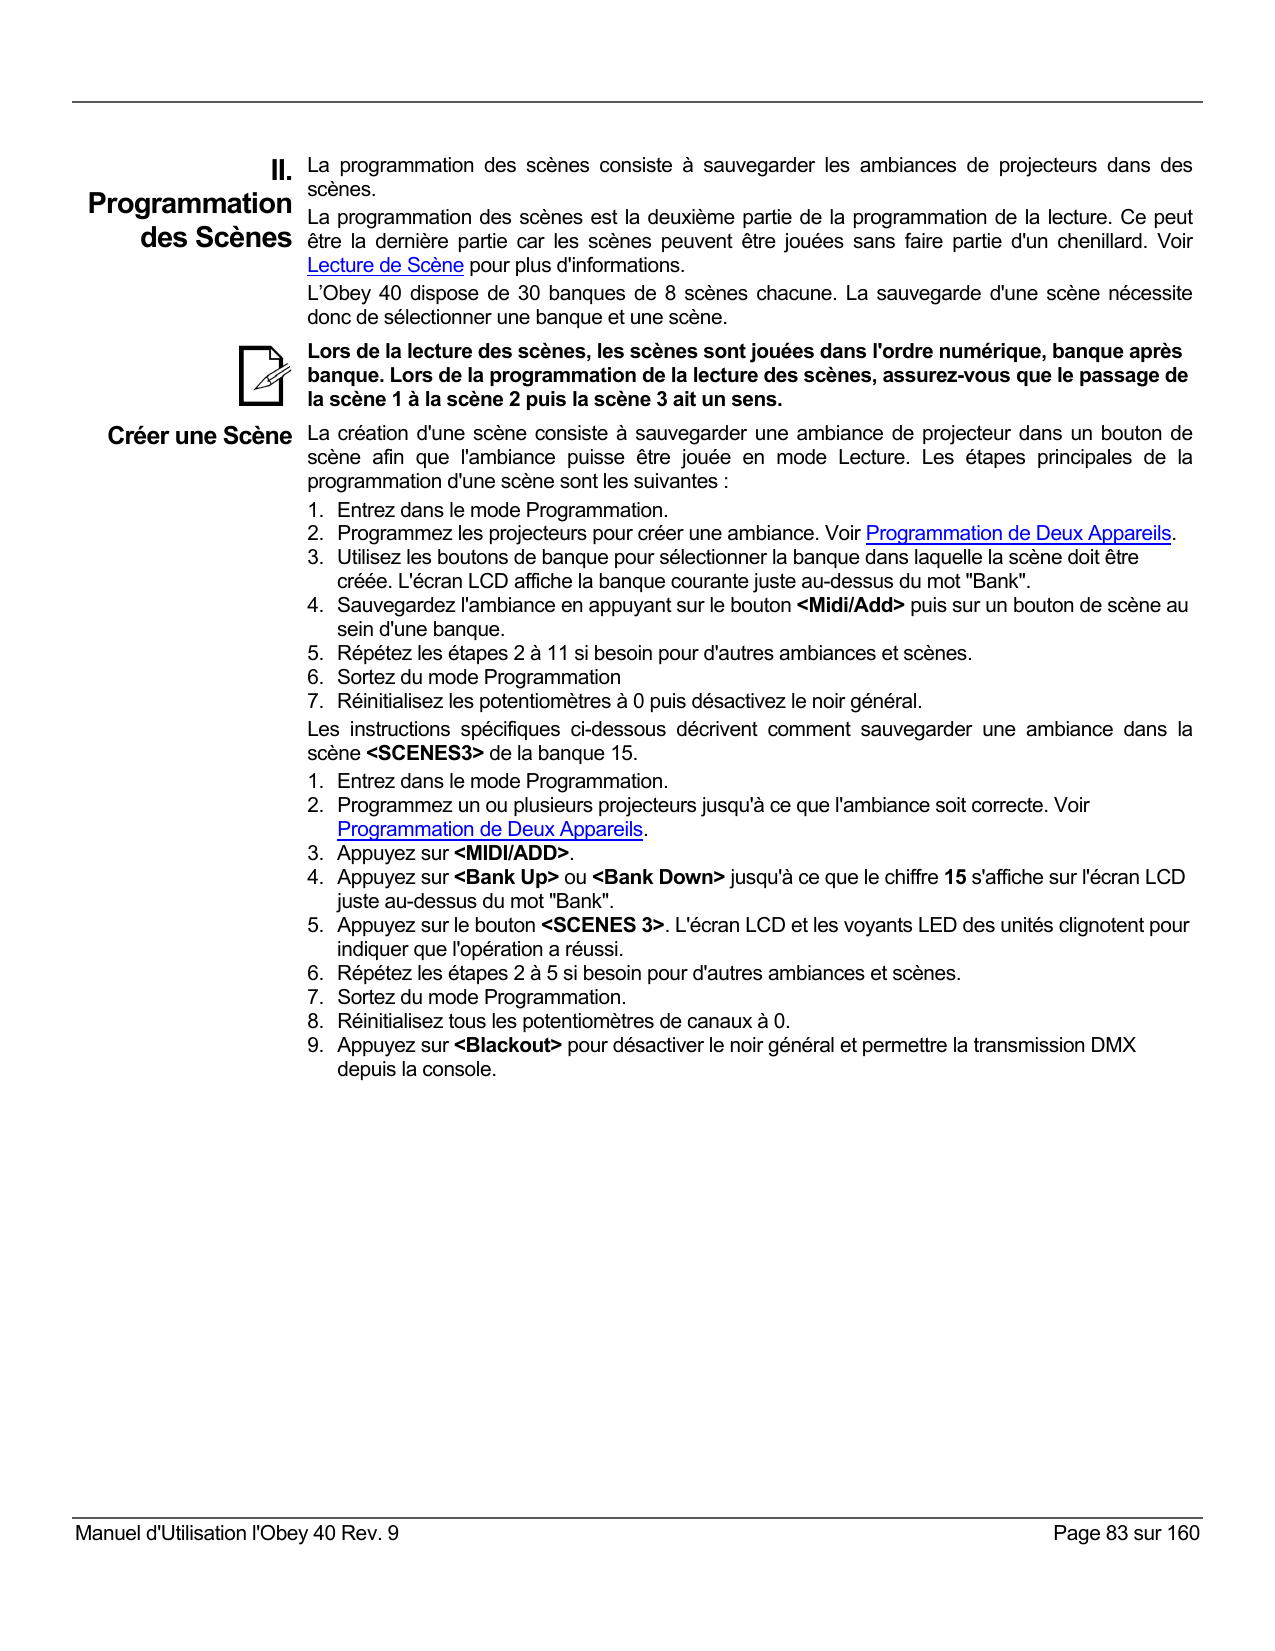 II.
Programmation
des Scènes
La programmation des scènes consiste à sauvegarder les ambiances de projecteurs dans des
scènes.
La programmation des scènes est la deuxième partie de la programmation de la lecture. Ce peut
être la dernière partie car les scènes peuvent être jouées sans faire partie d'un chenillard. Voir
Lecture de Scène pour plus d'informations.
L’Obey 40 dispose de 30 banques de 8 scènes chacune. La sauvegarde d'une scène nécessite
donc de sélectionner une banque et une scène.
Lors de la lecture des scènes, les scènes sont jouées dans l'ordre numérique, banque après
banque. Lors de la programmation de la lecture des scènes, assurez-vous que le passage de
la scène 1 à la scène 2 puis la scène 3 ait un sens.
Créer une Scène
La création d'une scène consiste à sauvegarder une ambiance de projecteur dans un bouton de
scène afin que l'ambiance puisse être jouée en mode Lecture. Les étapes principales de la
programmation d'une scène sont les suivantes :
1. Entrez dans le mode Programmation.
2. Programmez les projecteurs pour créer une ambiance. Voir Programmation de Deux Appareils.
3. Utilisez les boutons de banque pour sélectionner la banque dans laquelle la scène doit être
créée. L'écran LCD affiche la banque courante juste au-dessus du mot "Bank".
4. Sauvegardez l'ambiance en appuyant sur le bouton <Midi/Add> puis sur un bouton de scène au
sein d'une banque.
5. Répétez les étapes 2 à 11 si besoin pour d'autres ambiances et scènes.
6. Sortez du mode Programmation
7. Réinitialisez les potentiomètres à 0 puis désactivez le noir général.
Les instructions spécifiques ci-dessous décrivent comment sauvegarder une ambiance dans la
scène <SCENES3> de la banque 15.
1. Entrez dans le mode Programmation.
2. Programmez un ou plusieurs projecteurs jusqu'à ce que l'ambiance soit correcte. Voir
Programmation de Deux Appareils.
3. Appuyez sur <MIDI/ADD>.
4. Appuyez sur <Bank Up> ou <Bank Down> jusqu'à ce que le chiffre 15 s'affiche sur l'écran LCD
juste au-dessus du mot "Bank".
5. Appuyez sur le bouton <SCENES 3>. L'écran LCD et les voyants LED des unités clignotent pour
indiquer que l'opération a réussi.
6. Répétez les étapes 2 à 5 si besoin pour d'autres ambiances et scènes.
7. Sortez du mode Programmation.
8. Réinitialisez tous les potentiomètres de canaux à 0.
9. Appuyez sur <Blackout> pour désactiver le noir général et permettre la transmission DMX
depuis la console.
Manuel d'Utilisation l'Obey 40 Rev. 9
Page 83 sur 160